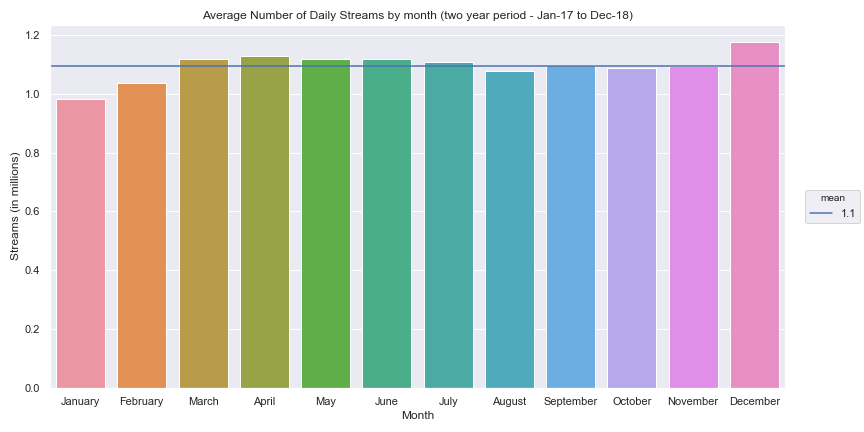 Average Number of Daily Streams by month (two year period - Jan-17 to Dec-18)
1.2
1.0
0.8
0.6
0.4
0.2
0.0
Streams (in millions)
January February March April May June July August September October November December
Month
mean
1.1